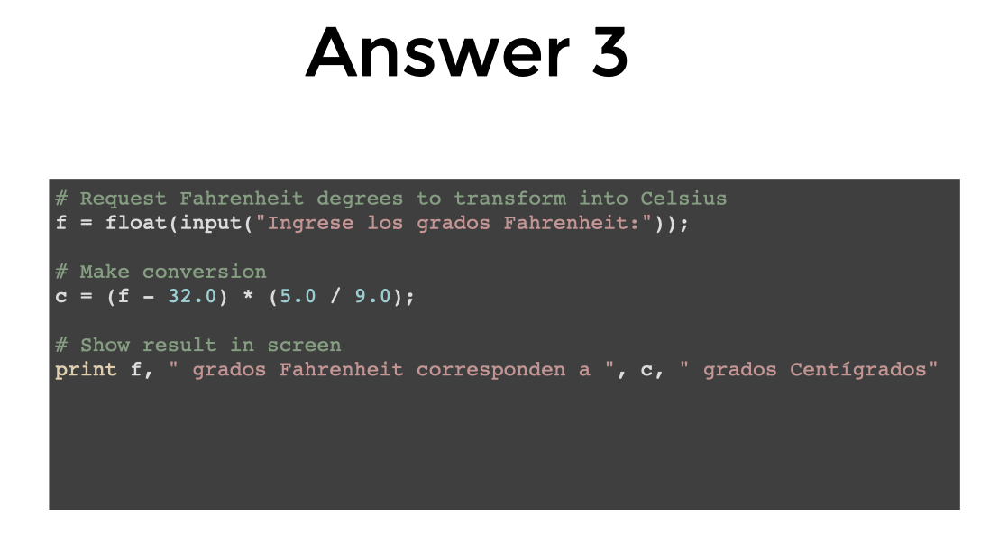 Answer 3
# Request Fahrenheit degrees to transform into Celsius
f = float(input("Ingrese los grados Fahrenheit:"));
# Make conversion
c = (f - 32.0) * (5.0 / 9.0);
# Show result in screen
print f, " grados Fahrenheit corresponden a ", c, " grados Centígrados"